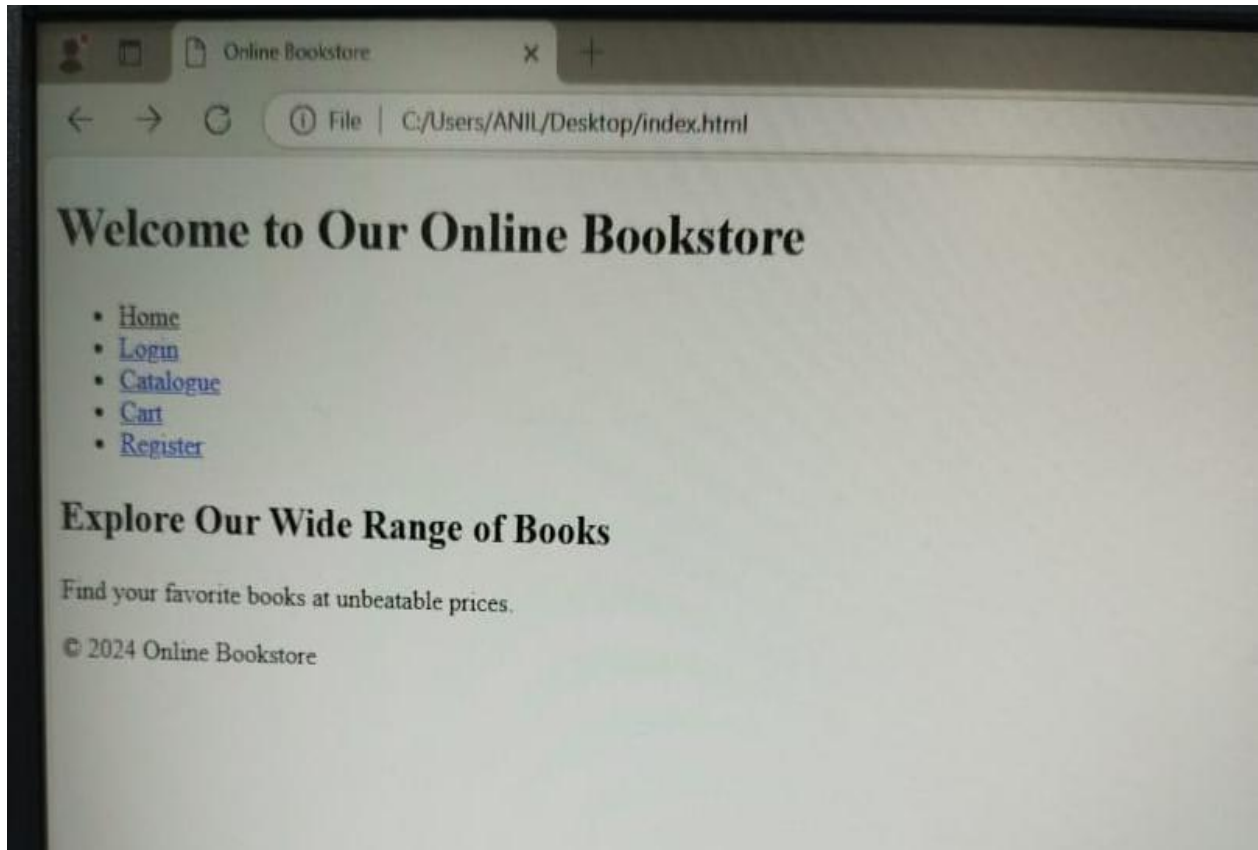 Online Bookstore
File | C:/Users/ANIL/Desktop/index.html
Welcome to Our Online Bookstore
• Home
• Login
• Catalogue
• Cart
• Register
Explore Our Wide Range of Books
Find your favorite books at unbeatable prices.
© 2024 Online Bookstore